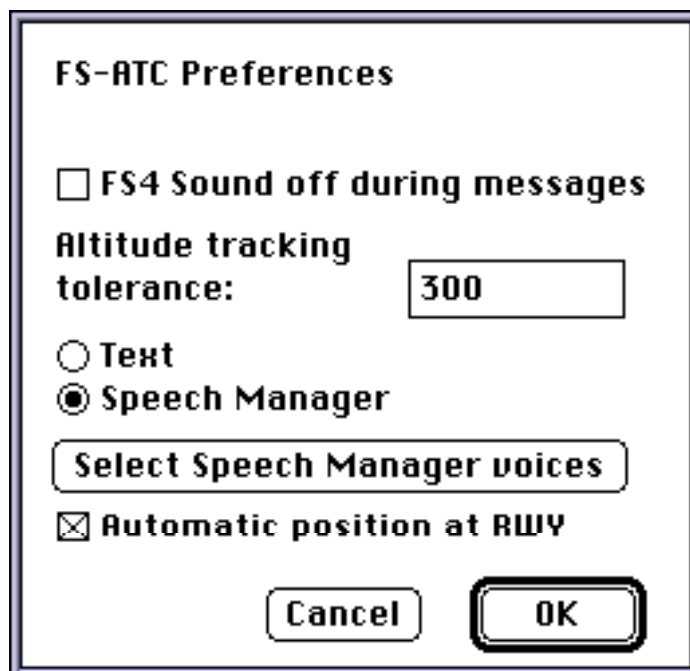 FS-ATC Preferences
FS4 Sound off during messages
Altitude tracking
tolerance:
300
Text
Speech Manager
Select Speech Manager voices
Automatic position at RWY
Cancel
OK